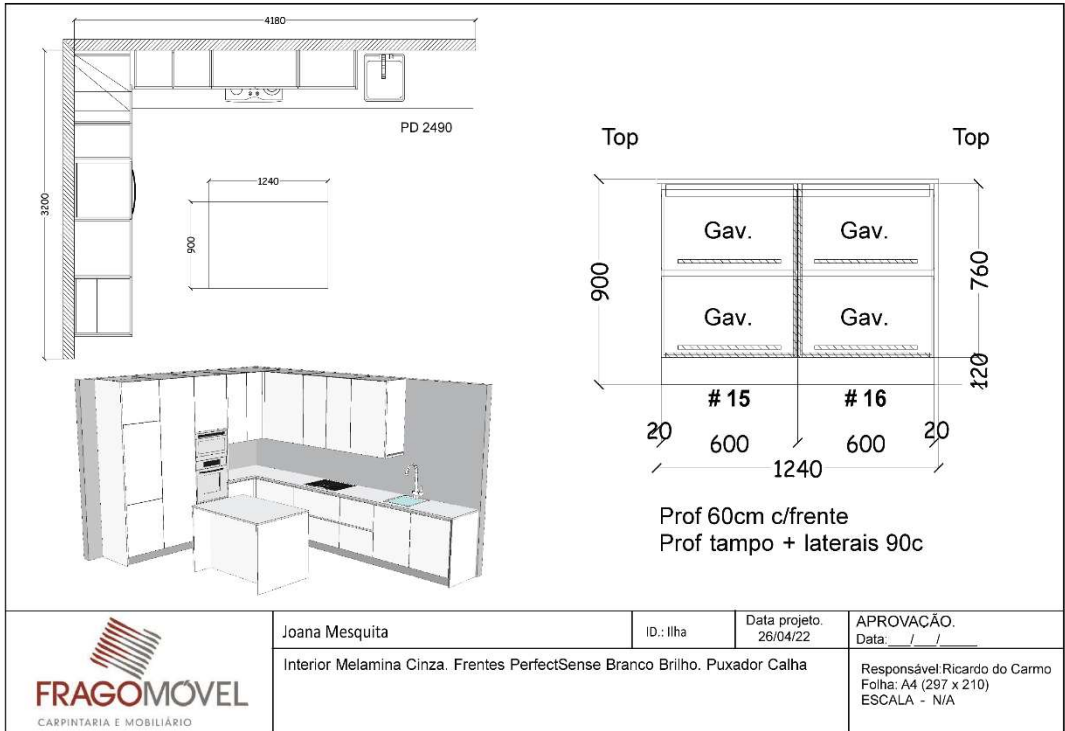 4180
3200
PD 2490
1240
900
Top
Top
900
Gav.
Gav.
760
Gav.
Gav.
120
# 15
# 16
20
600
600
20
1240
Prof 60cm c/frente
Prof tampo + laterais 90c
FRAGOMÓVEL
CARPINTARIA E MOBILIÁRIO
Joana Mesquita
ID.: Ilha
Data projeto.
26/04/22
APROVAÇÃO.
Data:___/___/____
Interior Melamina Cinza. Frentes PerfectSense Branco Brilho. Puxador Calha
Responsável:Ricardo do Carmo
Folha: A4 (297 x 210)
ESCALA - N/A